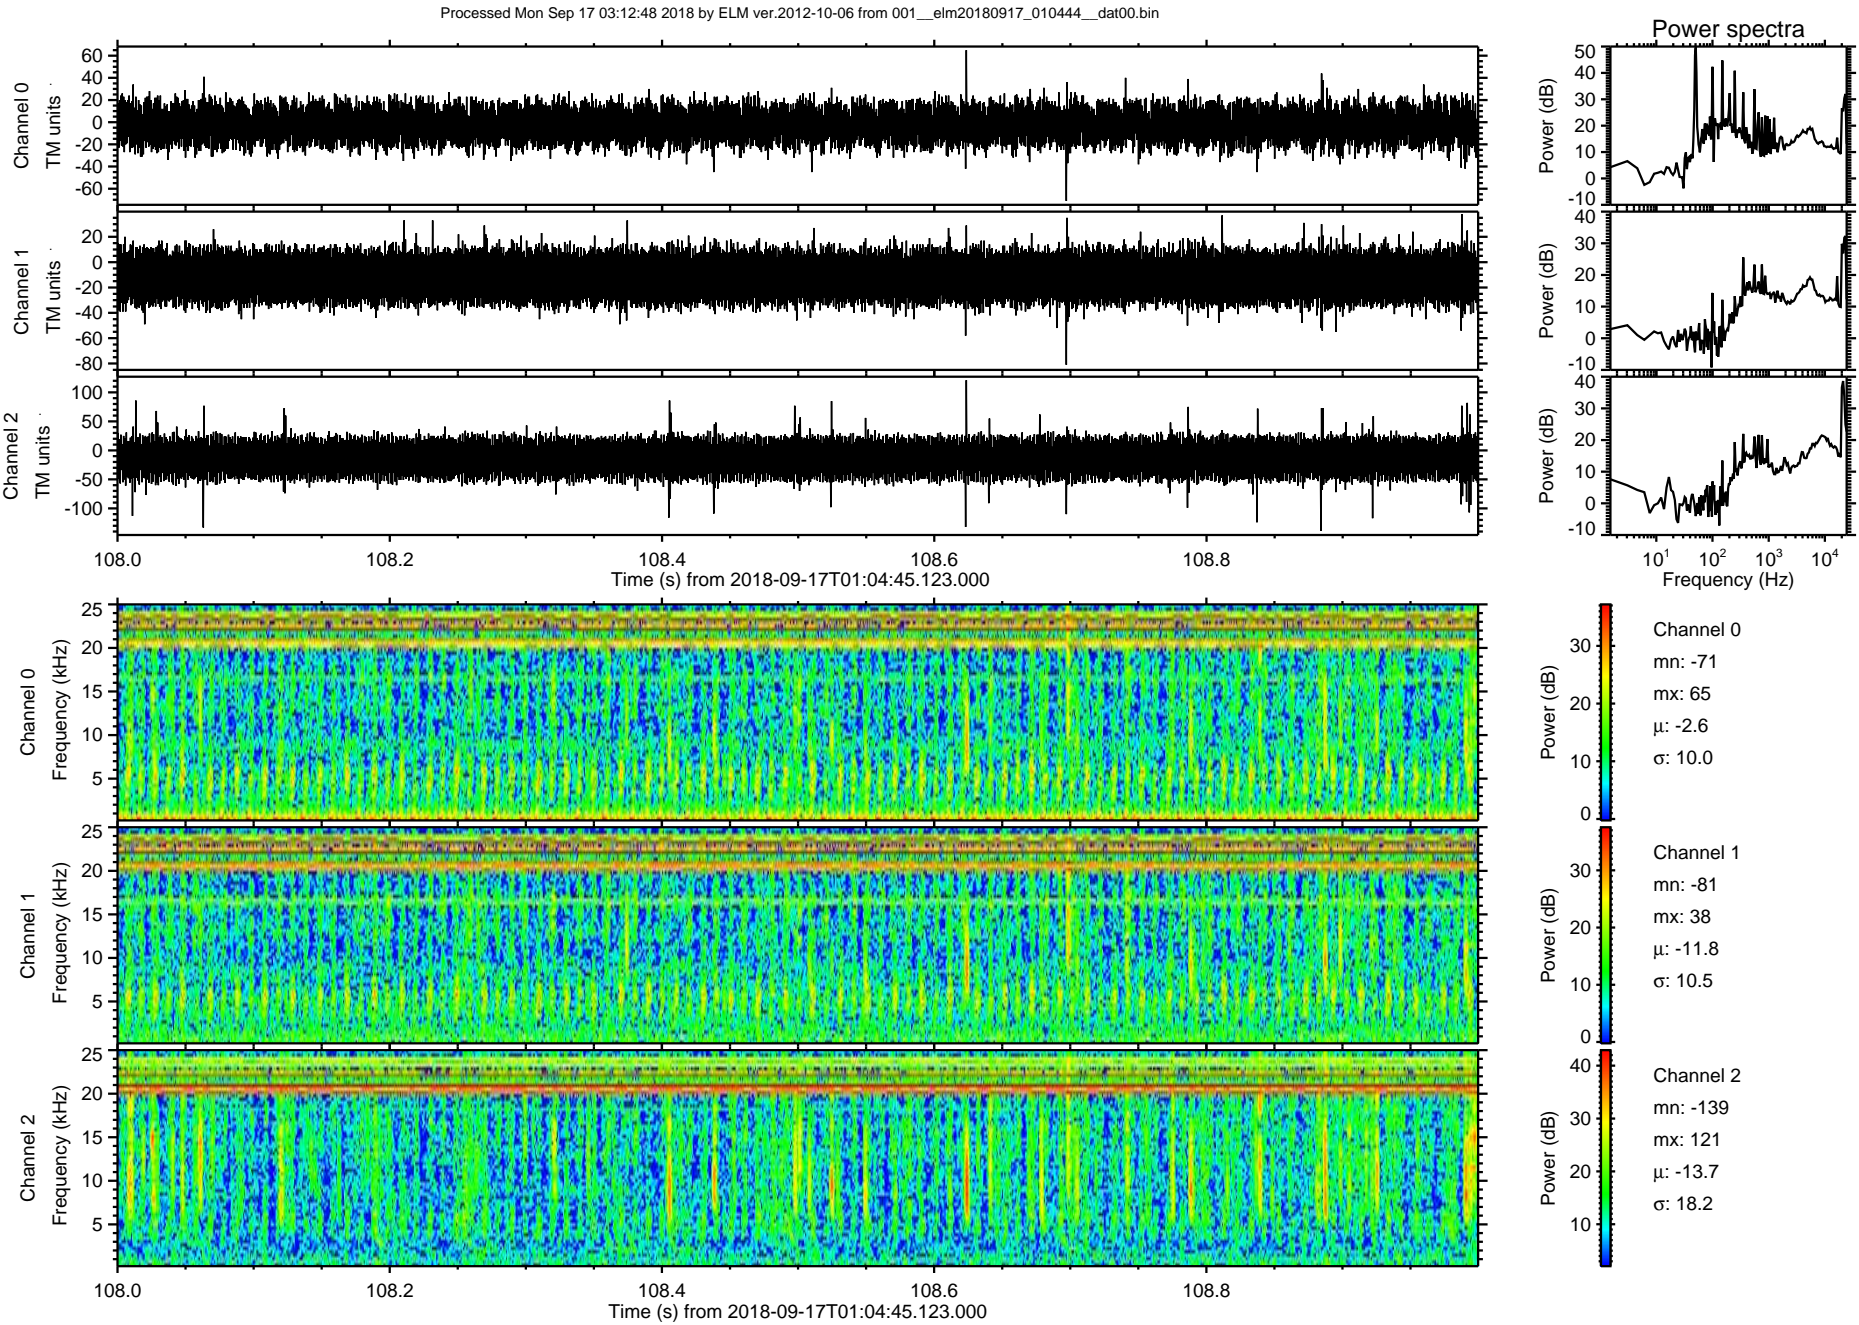 Processed Mon Sep 17 03:12:48 2018 by ELM ver.2012-10-06 from 001__elm20180917_010444__dat00.bin
Power spectra
Channel 0
TM units
60
40
20
0
-20
-40
-60
Power (dB)
50
40
30
20
10
0
-10
Channel 1
TM units
20
0
-20
-40
-60
-80
Power (dB)
40
30
20
10
0
-10
Channel 2
TM units
100
50
0
-50
-100
Power (dB)
40
30
20
10
0
-10
108.0 108.2 108.4 108.6 108.8
Time (s) from 2018-09-17T01:04:45.123.000
10^1 10^2 10^3 10^4
Frequency (Hz)
Channel 0
Frequency (kHz)
25
20
15
10
5
Power (dB)
30
20
10
0
Channel 0
mn: -71
mx: 65
μ: -2.6
σ: 10.0
Channel 1
Frequency (kHz)
25
20
15
10
5
Power (dB)
30
20
10
0
Channel 1
mn: -81
mx: 38
μ: -11.8
σ: 10.5
Channel 2
Frequency (kHz)
25
20
15
10
5
Power (dB)
40
30
20
10
Channel 2
mn: -139
mx: 121
μ: -13.7
σ: 18.2
108.0 108.2 108.4 108.6 108.8
Time (s) from 2018-09-17T01:04:45.123.000